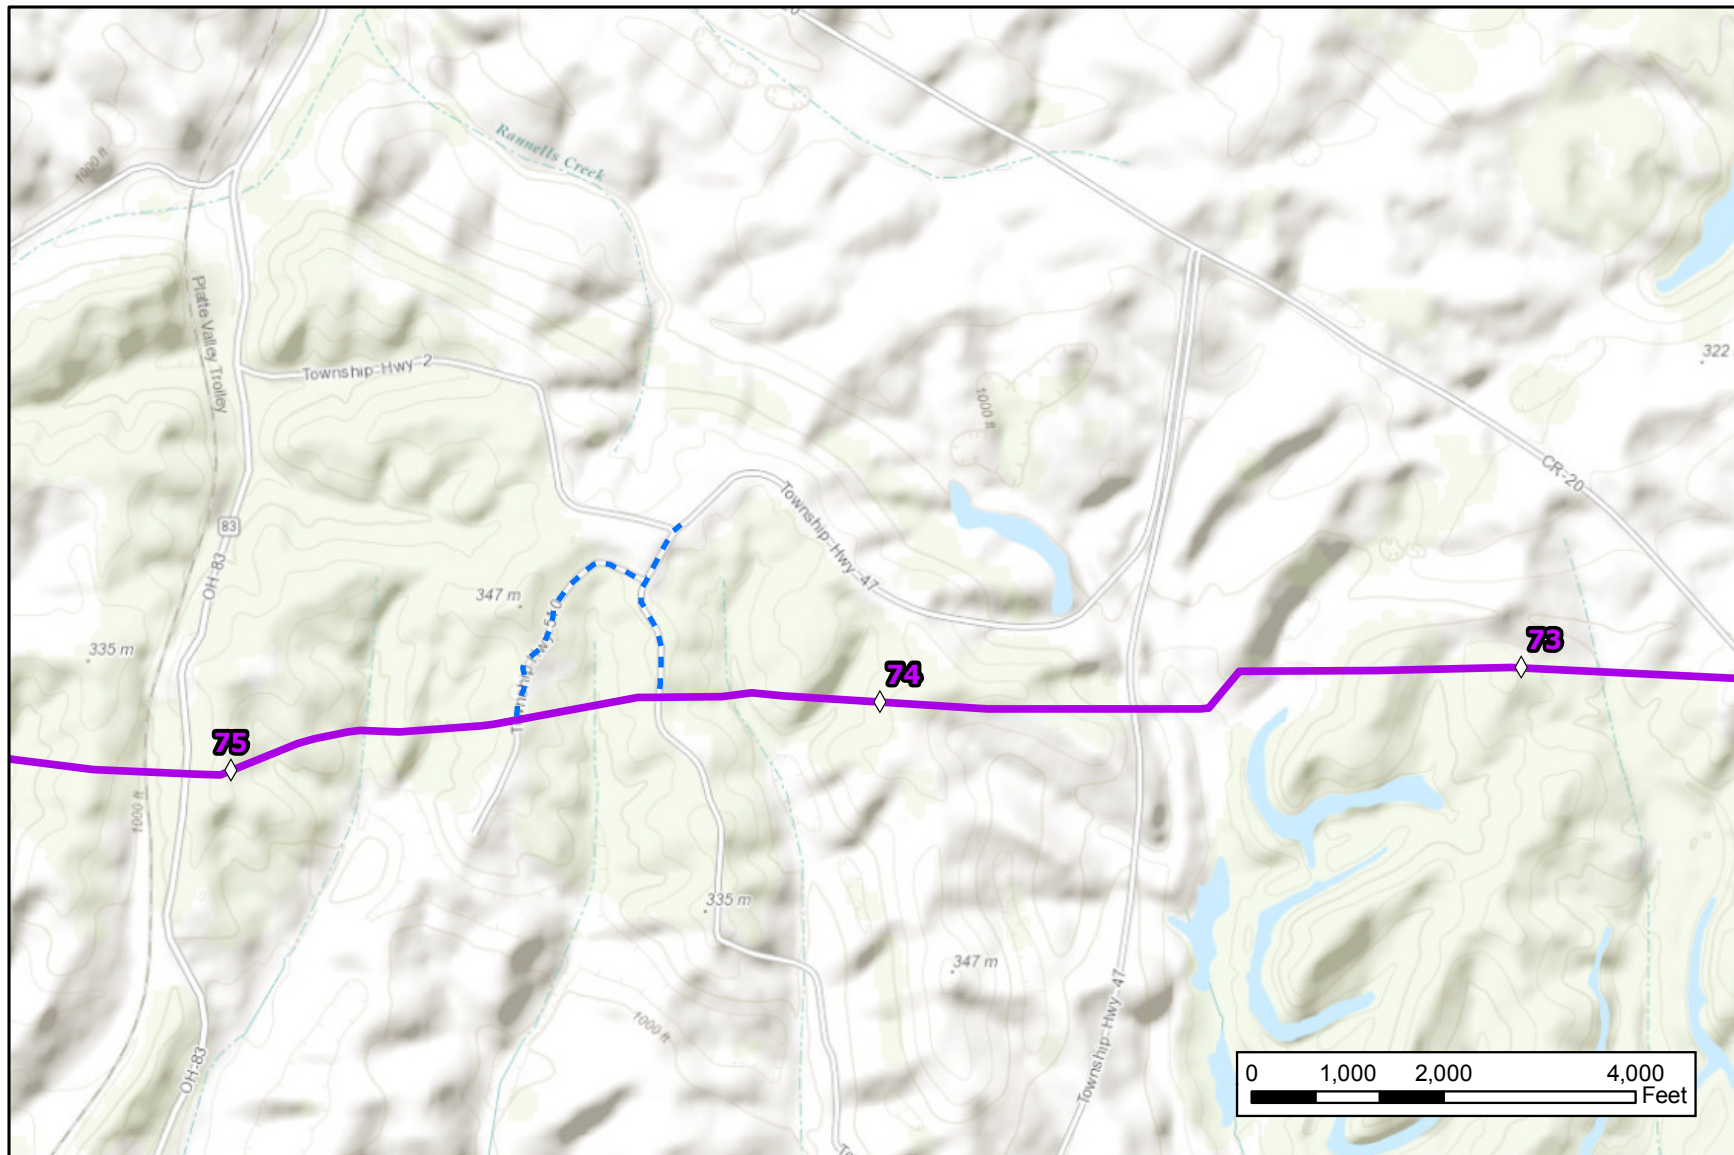 Rannells Creek
1000 ft
Platte Valley Trolley
Township-Hwy-2
322
1000 ft
CR-20
Township-Hwy-47
83
OH-83
347 m
335 m
73
74
75
1000 ft
335 m
347 m
1000 ft
Township-Hwy-47
OH-83
0 1,000 2,000 4,000
Feet